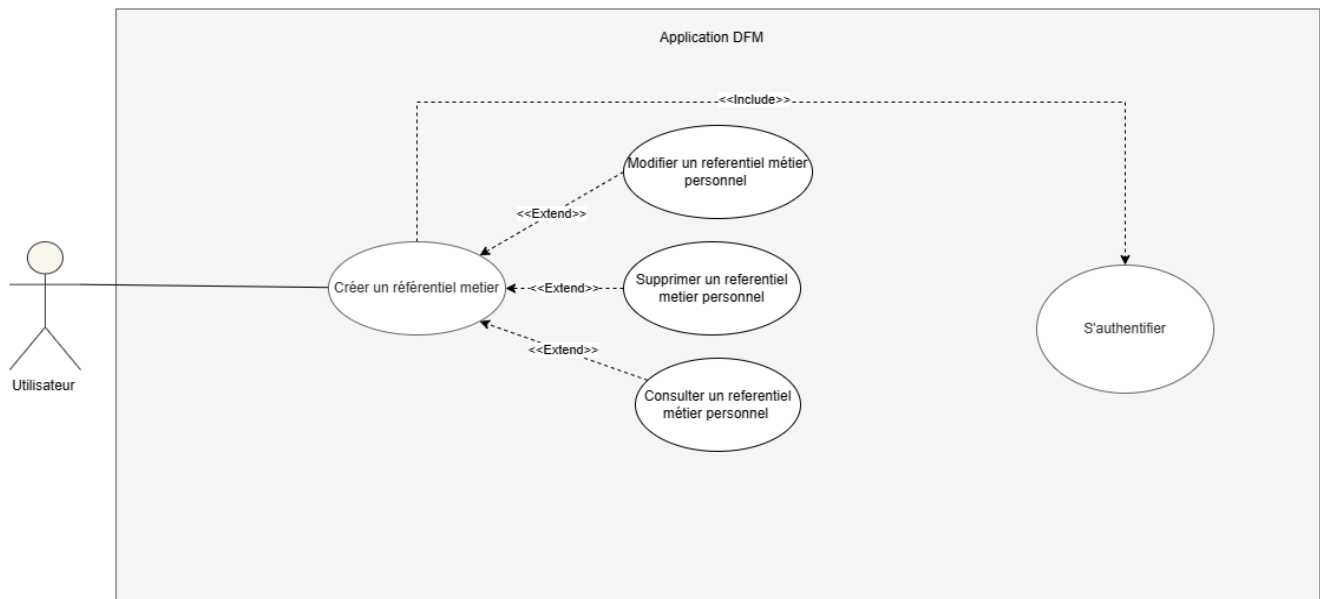 Application DFM
<<Include>>
Modifier un referentiel métier
personnel
<<Extend>>
Supprimer un referentiel
metier personnel
Créer un référentiel metier
<<Extend>>
S'authentifier
<<Extend>>
Consulter un referentiel
métier personnel
Utilisateur